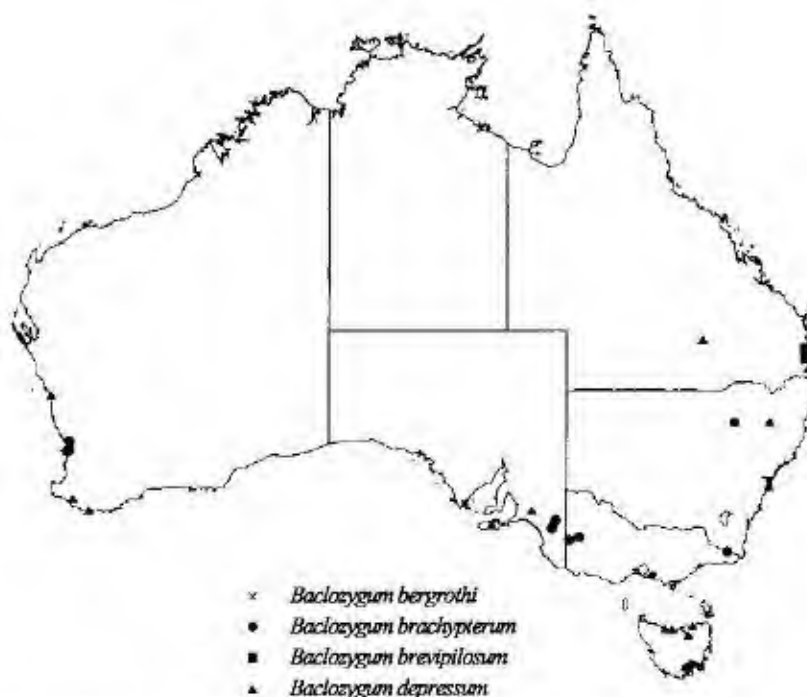 × Baclozygum bergrothi
● Baclozygum brachypterum
■ Baclozygum brevipilosum
▲ Baclozygum depressum